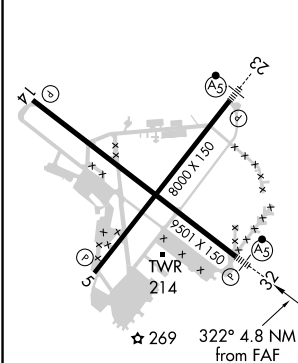 A5
23
14
P
P
8000 X 150
9501 X 150
A5
P
P
5
TWR
214
32
269
322° 4.8 NM
from FAF